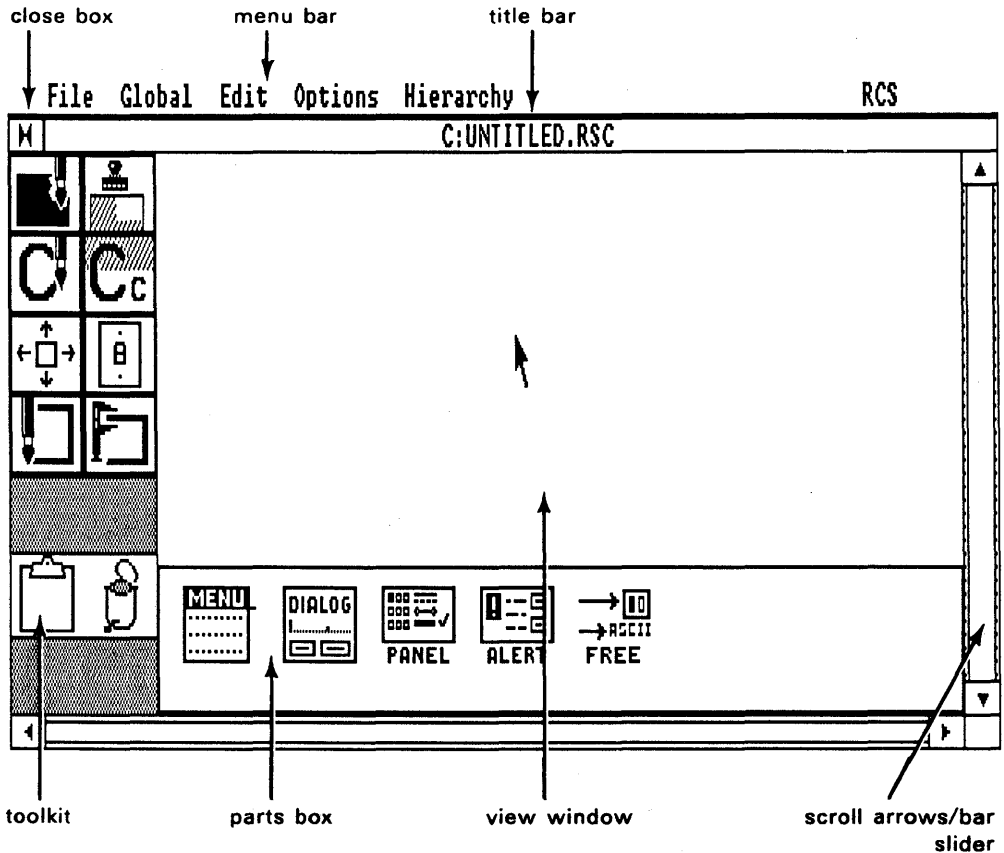 close box menu bar title bar
File Global Edit Options Hierarchy RCS
C:UNTITLED.RSC
C C c
MENU DIALOG
ASCII
PANEL ALERT FREE
toolkit parts box view window scroll arrows/bar
slider